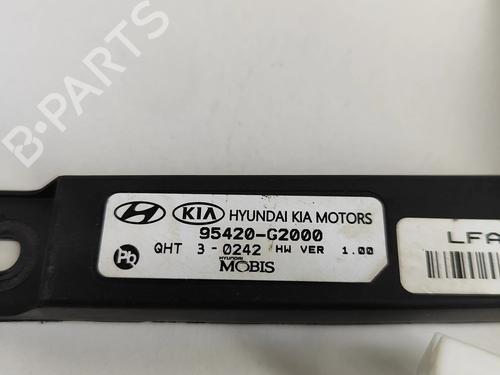 B-PARTS
KIA HYUNDAI KIA MOTORS
95420-G2000
Pb QHT 3-0242 HW VER 1.00
HYUNDAI
MOBIS
LFA